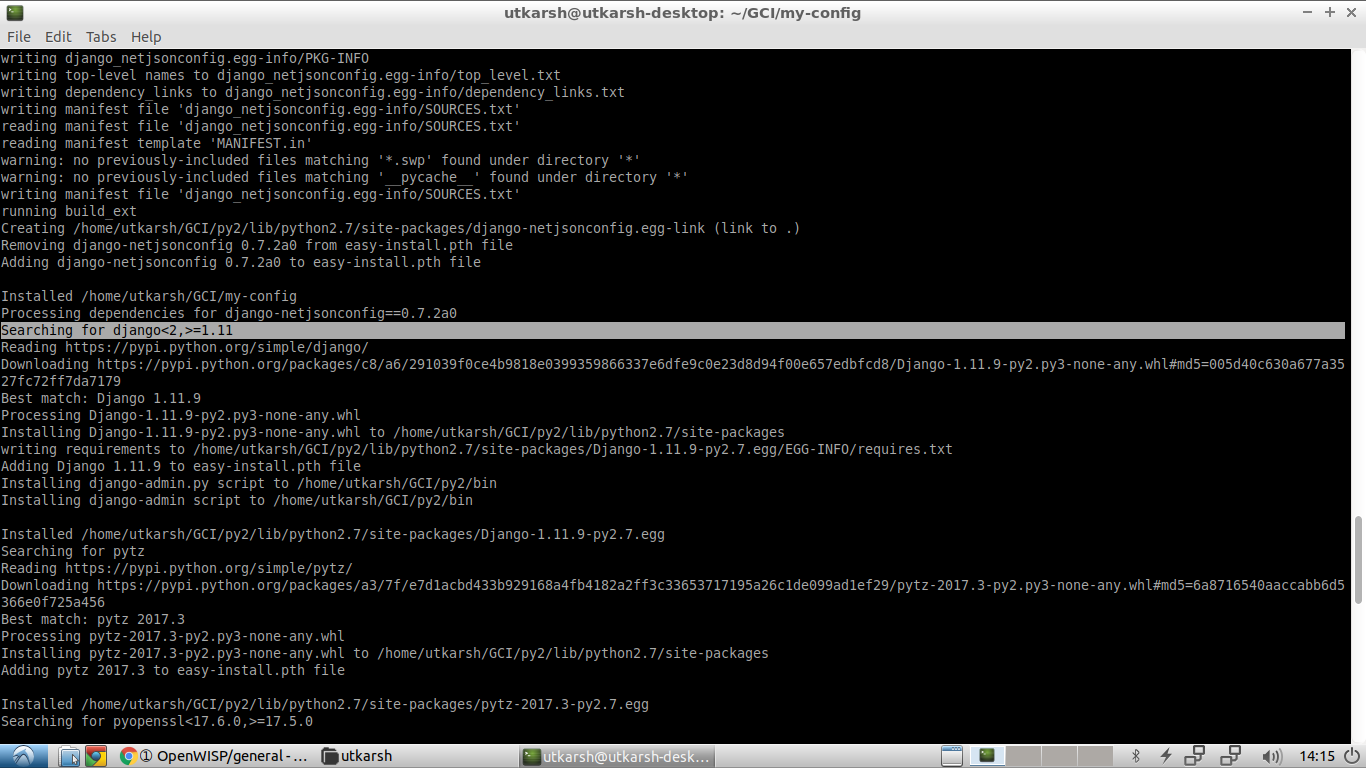 utkarsh@utkarsh-desktop: ~/GCI/my-config
File Edit Tabs Help
writing django_netjsonconfig.egg-info/PKG-INFO
writing top-level names to django_netjsonconfig.egg-info/top_level.txt
writing dependency_links to django_netjsonconfig.egg-info/dependency_links.txt
writing manifest file 'django_netjsonconfig.egg-info/SOURCES.txt'
reading manifest file 'django_netjsonconfig.egg-info/SOURCES.txt'
reading manifest template 'MANIFEST.in'
warning: no previously-included files matching '*.swp' found under directory '*'
warning: no previously-included files matching '__pycache__' found under directory '*'
writing manifest file 'django_netjsonconfig.egg-info/SOURCES.txt'
running build_ext
Creating /home/utkarsh/GCI/py2/lib/python2.7/site-packages/django-netjsonconfig.egg-link (link to .)
Removing django-netjsonconfig 0.7.2a0 from easy-install.pth file
Adding django-netjsonconfig 0.7.2a0 to easy-install.pth file
Installed /home/utkarsh/GCI/my-config
Processing dependencies for django-netjsonconfig==0.7.2a0
Searching for django<2,>=1.11
Reading https://pypi.python.org/simple/django/
Downloading https://pypi.python.org/packages/c8/a6/291039f0ce4b9818e0399359866337e6dfe9c0e23d8d94f00e657edbfcd8/Django-1.11.9-py2.py3-none-any.whl#md5=005d40c630a677a35
27fc72ff7da7179
Best match: Django 1.11.9
Processing Django-1.11.9-py2.py3-none-any.whl
Installing Django-1.11.9-py2.py3-none-any.whl to /home/utkarsh/GCI/py2/lib/python2.7/site-packages
writing requirements to /home/utkarsh/GCI/py2/lib/python2.7/site-packages/Django-1.11.9-py2.7.egg/EGG-INFO/requires.txt
Adding Django 1.11.9 to easy-install.pth file
Installing django-admin.py script to /home/utkarsh/GCI/py2/bin
Installing django-admin script to /home/utkarsh/GCI/py2/bin
Installed /home/utkarsh/GCI/py2/lib/python2.7/site-packages/Django-1.11.9-py2.7.egg
Searching for pytz
Reading https://pypi.python.org/simple/pytz/
Downloading https://pypi.python.org/packages/a3/7f/e7d1acbd433b929168a4fb4182a2ff3c33653717195a26c1de099ad1ef29/pytz-2017.3-py2.py3-none-any.whl#md5=6a8716540aaccabb6d5
366e0f725a456
Best match: pytz 2017.3
Processing pytz-2017.3-py2.py3-none-any.whl
Installing pytz-2017.3-py2.py3-none-any.whl to /home/utkarsh/GCI/py2/lib/python2.7/site-packages
Adding pytz 2017.3 to easy-install.pth file
Installed /home/utkarsh/GCI/py2/lib/python2.7/site-packages/pytz-2017.3-py2.7.egg
Searching for pyopenssl<17.6.0,>=17.5.0
① OpenWISP/general - ... utkarsh utkarsh@utkarsh-desk... 14:15